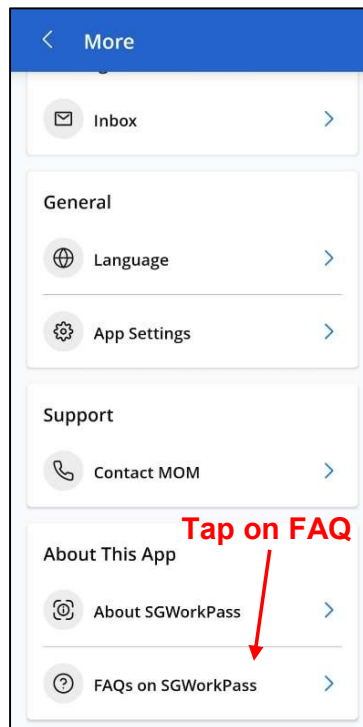 More
Inbox
General
Language
App Settings
Support
Contact MOM
Tap on FAQ
About This App
About SGWorkPass
FAQs on SGWorkPass